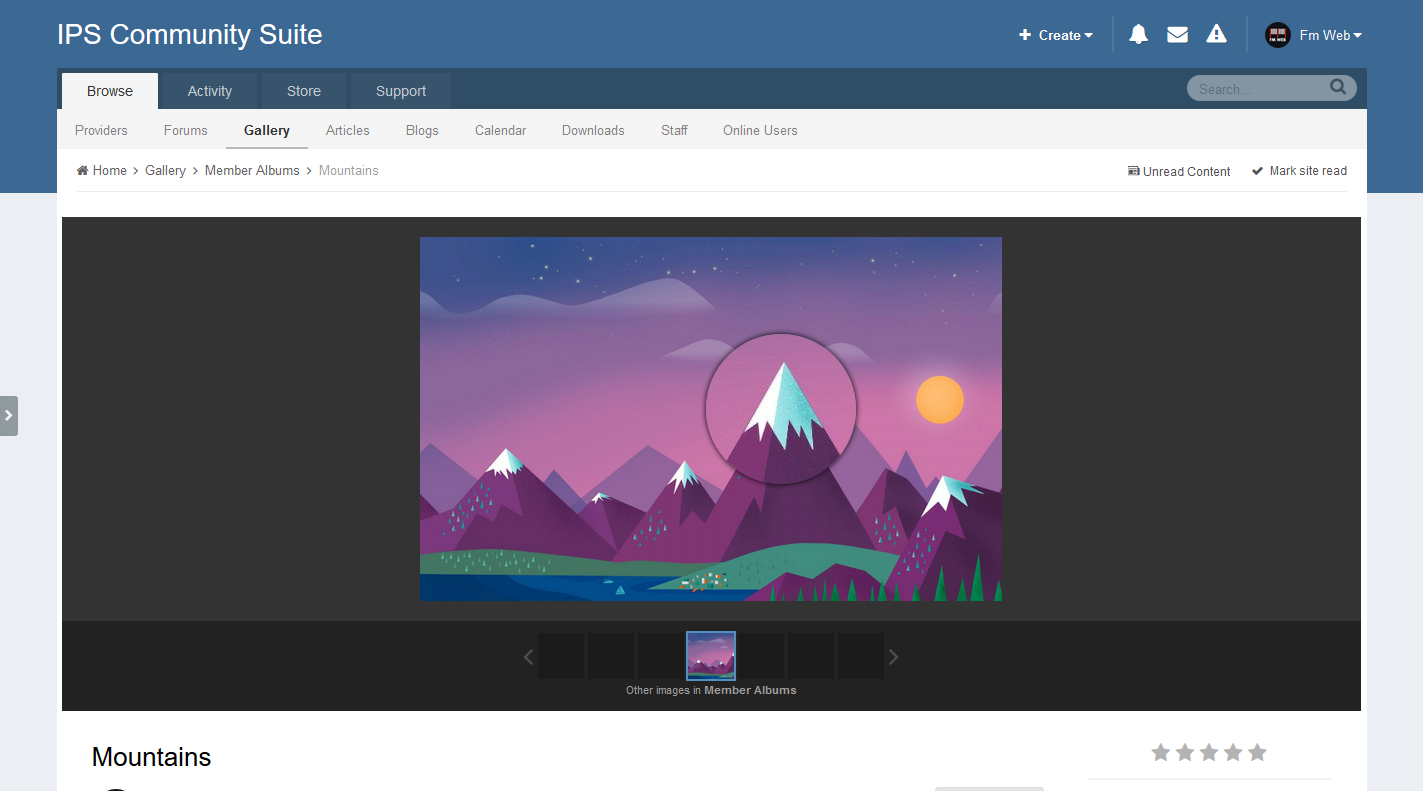 IPS Community Suite
Create
Fm Web
Browse Activity Store Support
Search...
Providers Forums Gallery Articles Blogs Calendar Downloads Staff Online Users
Home Gallery Member Albums Mountains
Unread Content Mark site read
Other images in Member Albums
Mountains